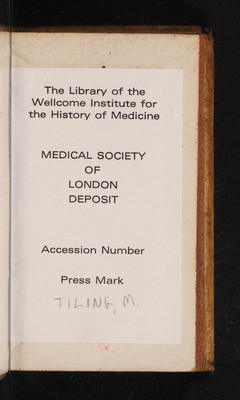 The Library of the
Wellcome Institute for
the History of Medicine
MEDICAL SOCIETY
OF
LONDON
DEPOSIT
Accession Number
Press Mark
TILING, M.